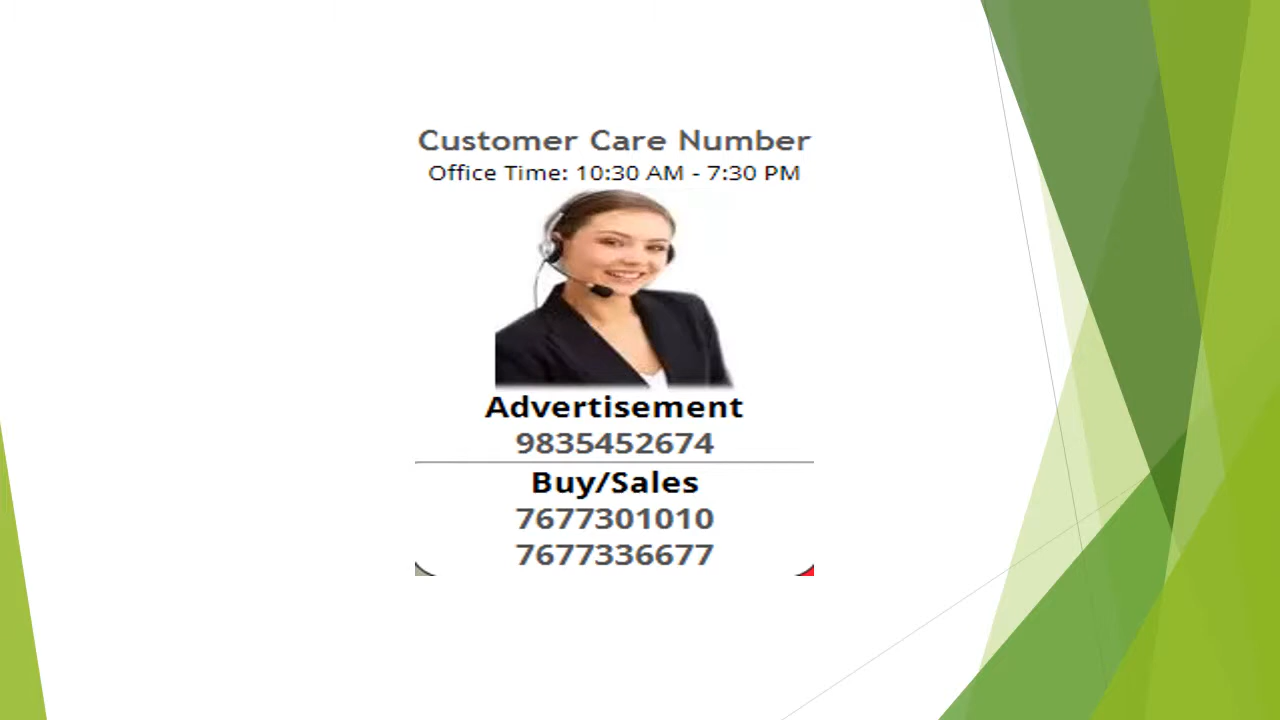 Customer Care Number
Office Time: 10:30 AM - 7:30 PM
Advertisement
9835452674
Buy/Sales
7677301010
7677336677